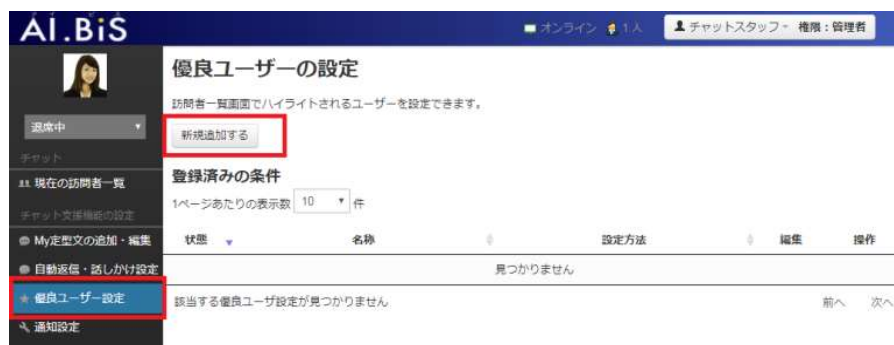 AI.BiS
オンライン 1人
チャットスタッフ
権限：管理者
退席中
チャット
現在の訪問者一覧
チャット支援機能の設定
My定型文の追加・編集
自動返信・話しかけ設定
優良ユーザー設定
通知設定
優良ユーザーの設定
訪問者一覧画面でハイライトされるユーザーを設定できます。
新規追加する
登録済みの条件
1ページあたりの表示数 10 件
状態 名称 設定方法 編集 操作
見つかりません
該当する優良ユーザ設定が見つかりません
前へ 次へ